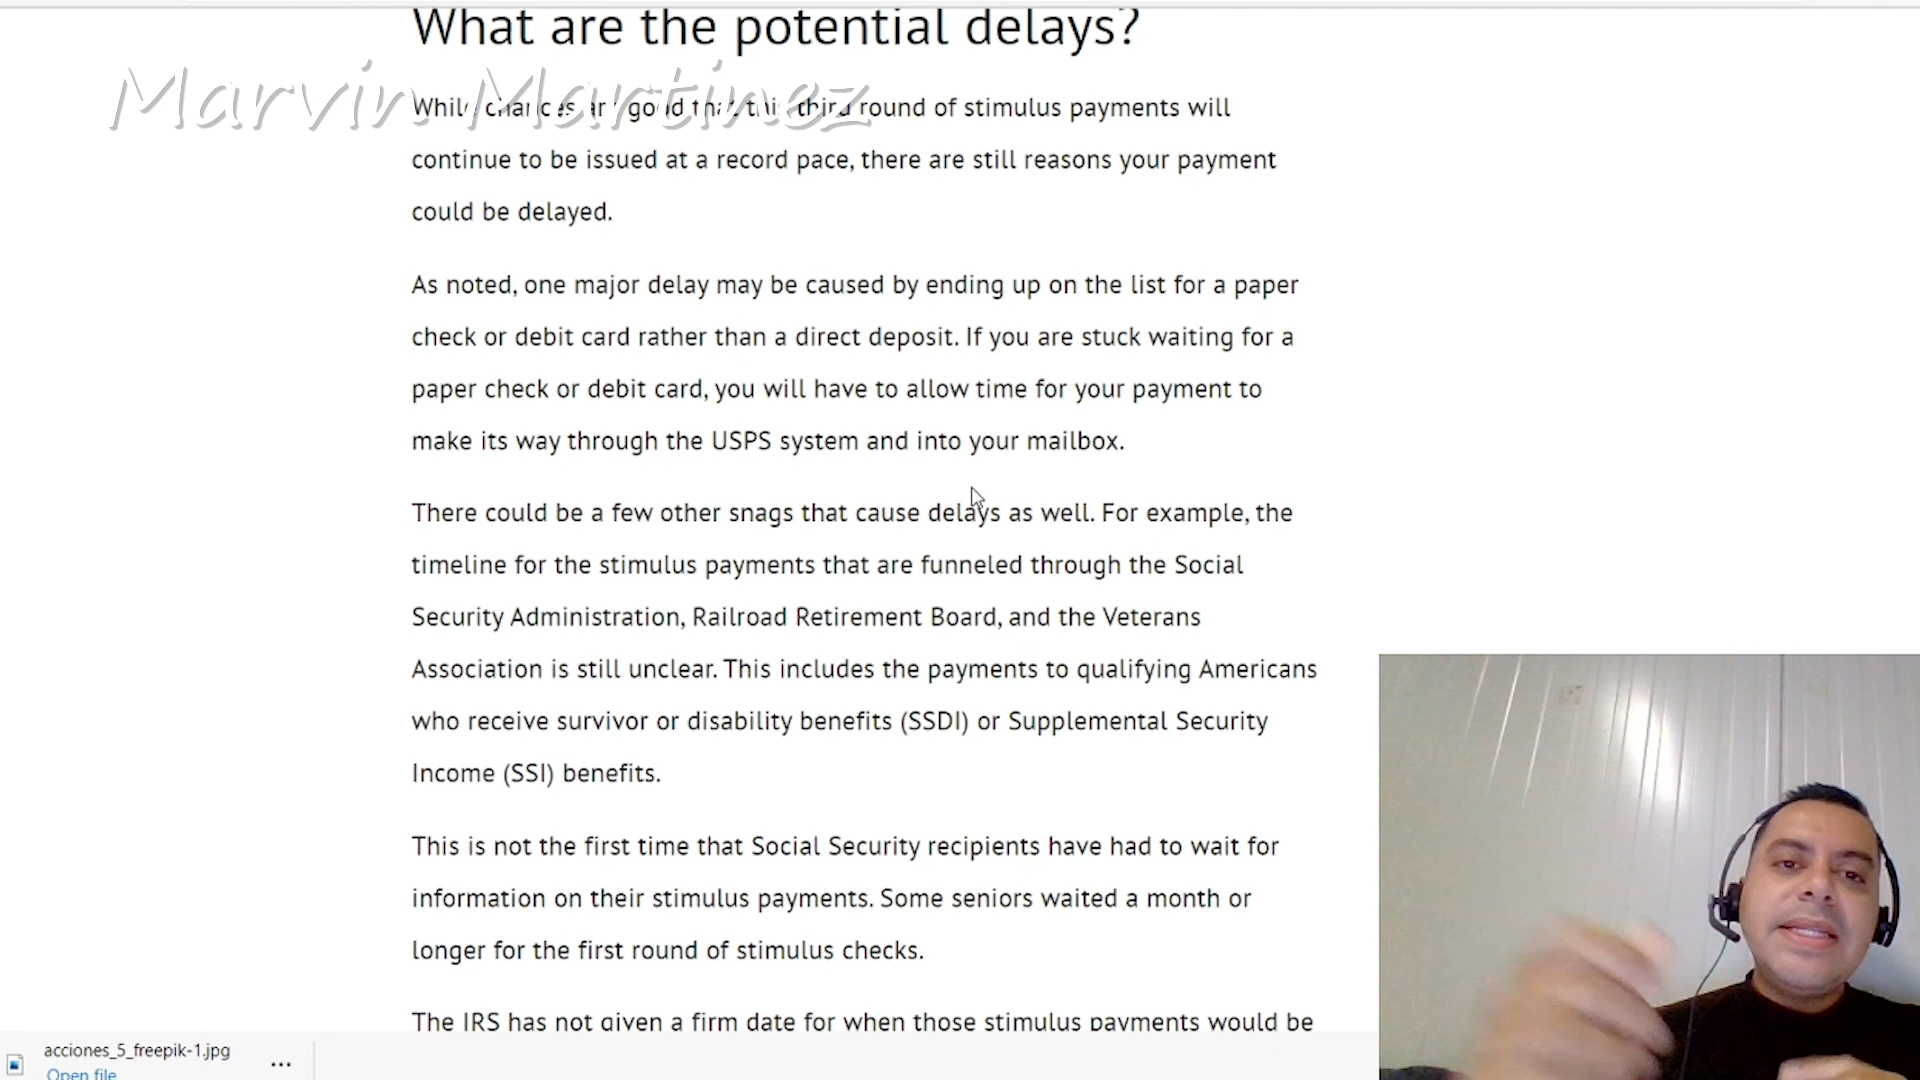 What are the potential delays?
Marvin Martinez
While chances are good that this third round of stimulus payments will
continue to be issued at a record pace, there are still reasons your payment
could be delayed.
As noted, one major delay may be caused by ending up on the list for a paper
check or debit card rather than a direct deposit. If you are stuck waiting for a
paper check or debit card, you will have to allow time for your payment to
make its way through the USPS system and into your mailbox.
There could be a few other snags that cause delays as well. For example, the
timeline for the stimulus payments that are funneled through the Social
Security Administration, Railroad Retirement Board, and the Veterans
Association is still unclear. This includes the payments to qualifying Americans
who receive survivor or disability benefits (SSDI) or Supplemental Security
Income (SSI) benefits.
This is not the first time that Social Security recipients have had to wait for
information on their stimulus payments. Some seniors waited a month or
longer for the first round of stimulus checks.
The IRS has not given a firm date for when those stimulus payments would be
acciones_5_freepik-1.jpg
...
Open file